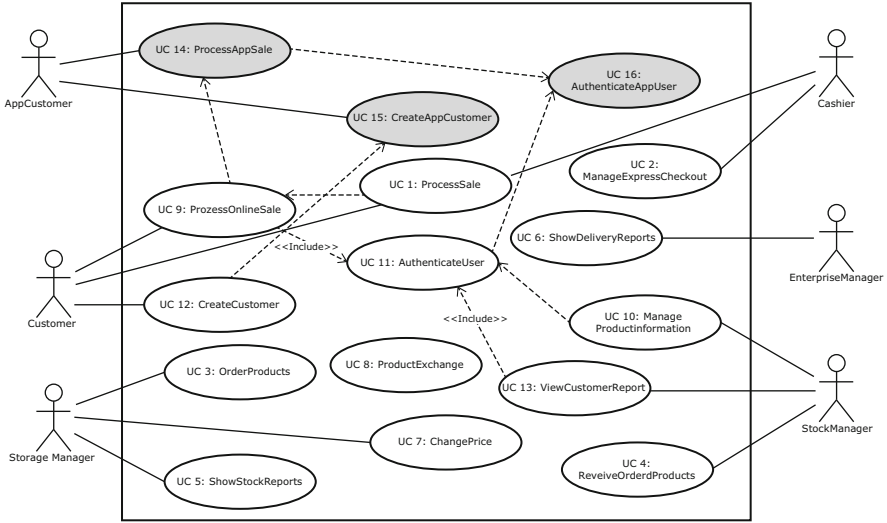 UC 14: ProcessAppSale
UC 16:
AuthenticateAppUser
AppCustomer
Cashier
UC 15: CreateAppCustomer
UC 2:
ManageExpressCheckout
UC 1: ProcessSale
UC 9: ProzessOnlineSale
UC 6: ShowDeliveryReports
<<Include>>
UC 11: AuthenticateUser
EnterpriseManager
UC 12: CreateCustomer
Customer
<<Include>>
UC 10: Manage
Productinformation
UC 3: OrderProducts
UC 8: ProductExchange
UC 13: ViewCustomerReport
StockManager
UC 7: ChangePrice
Storage Manager
UC 4:
ReveiveOrderdProducts
UC 5: ShowStockReports